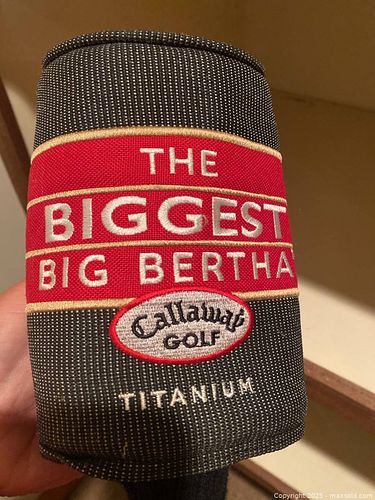 THE
BIGGEST
BIG BERTHA
Callaway
GOLF
TITANIUM
Copyright 2025 - maxsold.com